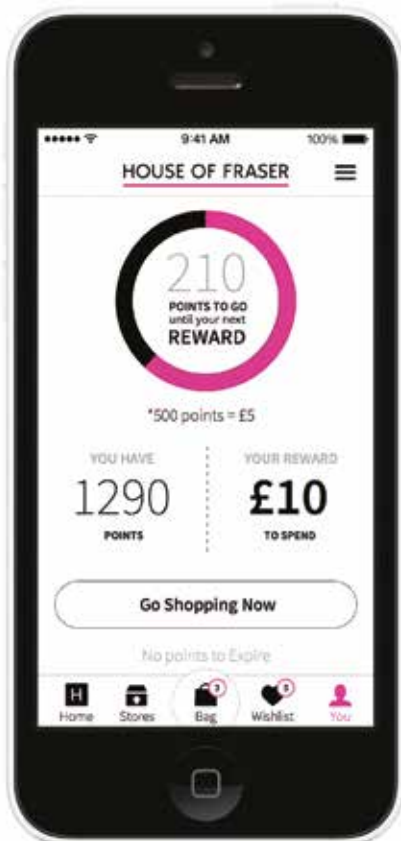 9:41 AM 100%
HOUSE OF FRASER
210
POINTS TO GO
until your next
REWARD
*500 points = £5
YOU HAVE YOUR REWARD
1290 £10
POINTS TO SPEND
Go Shopping Now
No points to Expire
H 3 5
Home Stores Bag Wishlist You